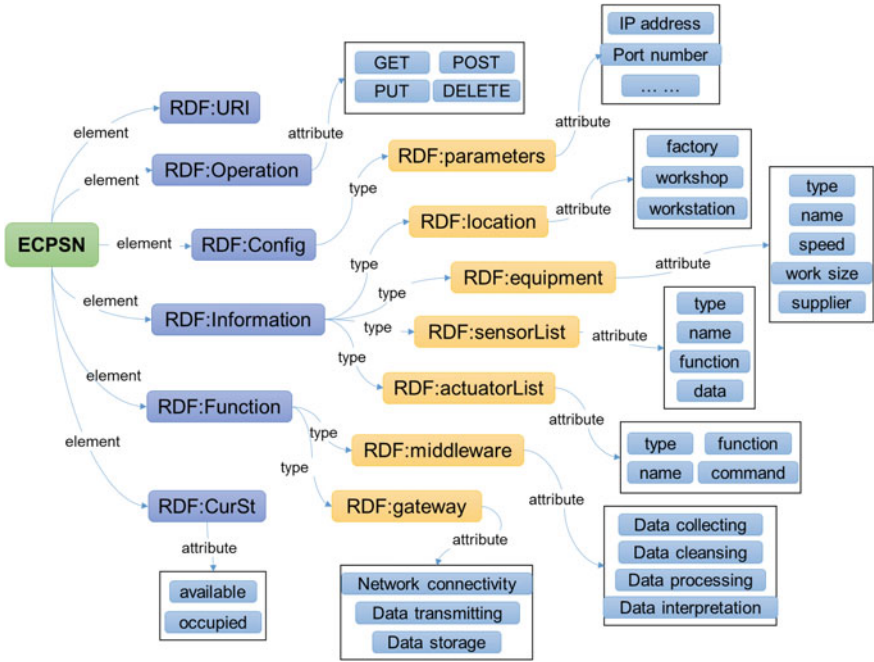 IP address
Port number
... ...
GET POST
PUT DELETE
RDF:URI
element
attribute
attribute
RDF:Operation
element
RDF:parameters
type
factory
workshop
workstation
RDF:location
attribute
type
ECPSN
element
RDF:Config
type
name
speed
work size
supplier
RDF:equipment
attribute
type
element
RDF:Information
type
RDF:sensorList
attribute
type
name
function
data
type
RDF:actuatorList
attribute
element
RDF:Function
type
RDF:middleware
type function
name command
element
type
RDF:CurSt
RDF:gateway
attribute
attribute
attribute
available
occupied
Network connectivity
Data transmitting
Data storage
Data collecting
Data cleansing
Data processing
Data interpretation